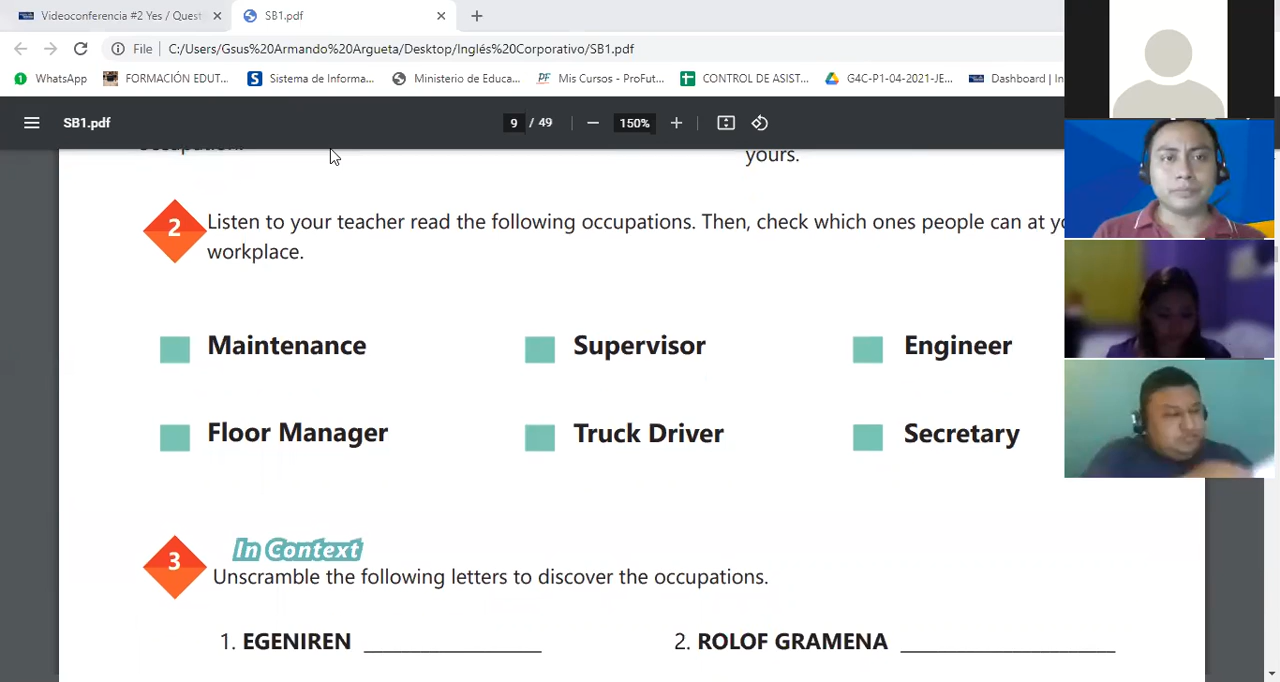 Videoconferencia #2 Yes / Quest
SB1.pdf
File
C:/Users/Gsus%20Armando%20Argueta/Desktop/Inglés%20Corporativo/SB1.pdf
WhatsApp
FORMACIÓN EDUT...
Sistema de Informa...
Ministerio de Educa...
Mis Cursos - ProFut...
CONTROL DE ASIST...
G4C-P1-04-2021-JE...
Dashboard | In
SB1.pdf
9 / 49
150%
yours.
2
Listen to your teacher read the following occupations. Then, check which ones people can at yo
workplace.
Maintenance
Supervisor
Engineer
Floor Manager
Truck Driver
Secretary
3
In Context
Unscramble the following letters to discover the occupations.
1. EGENIREN
2. ROLOF GRAMENA